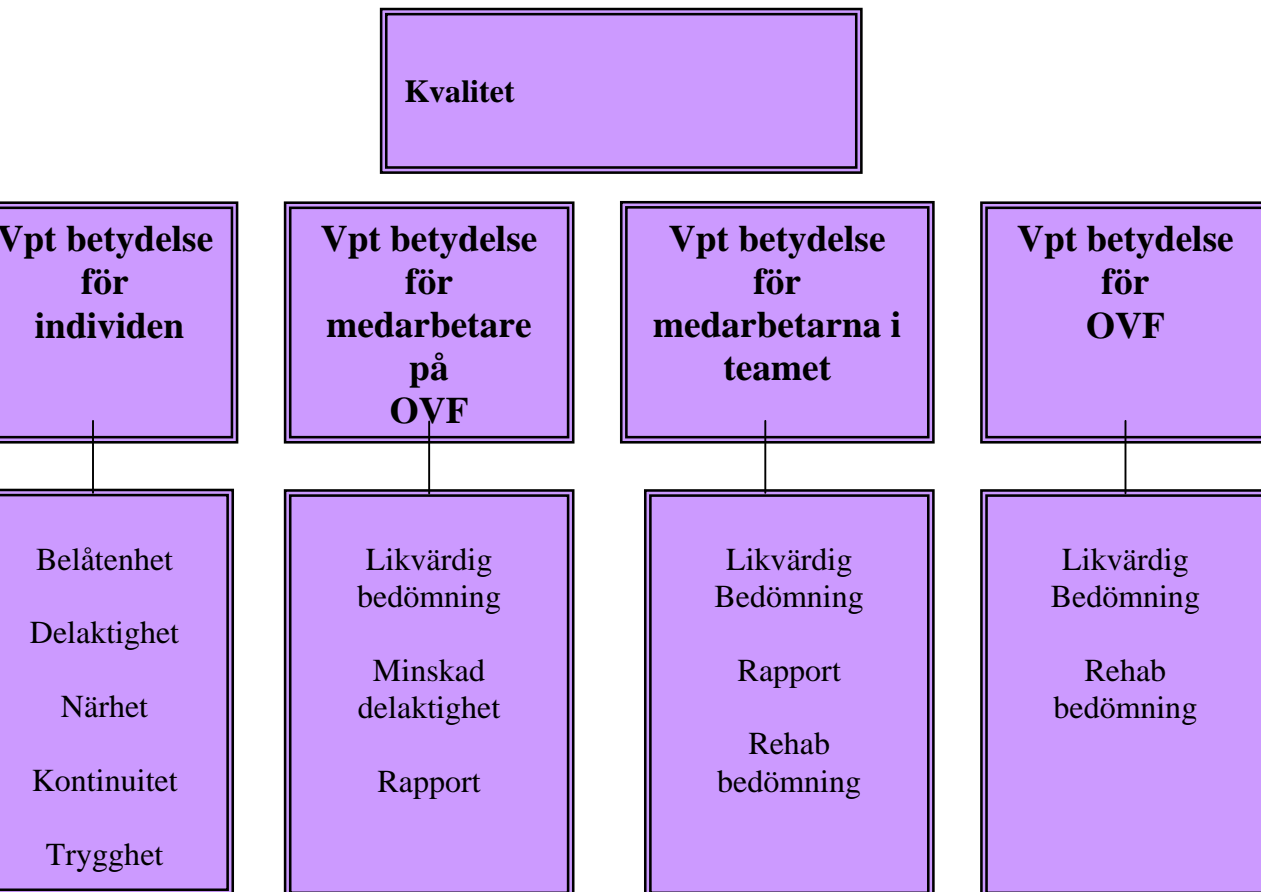 Kvalitet
Vpt betydelse
för
individen
Vpt betydelse
för
medarbetare
på
OVF
Vpt betydelse
för
medarbetarna i
teamet
Vpt betydelse
för
OVF
Belåtenhet
Delaktighet
Närhet
Kontinuitet
Trygghet
Likvärdig
bedömning
Minskad
delaktighet
Rapport
Likvärdig
Bedömning
Rapport
Rehab
bedömning
Likvärdig
Bedömning
Rehab
bedömning